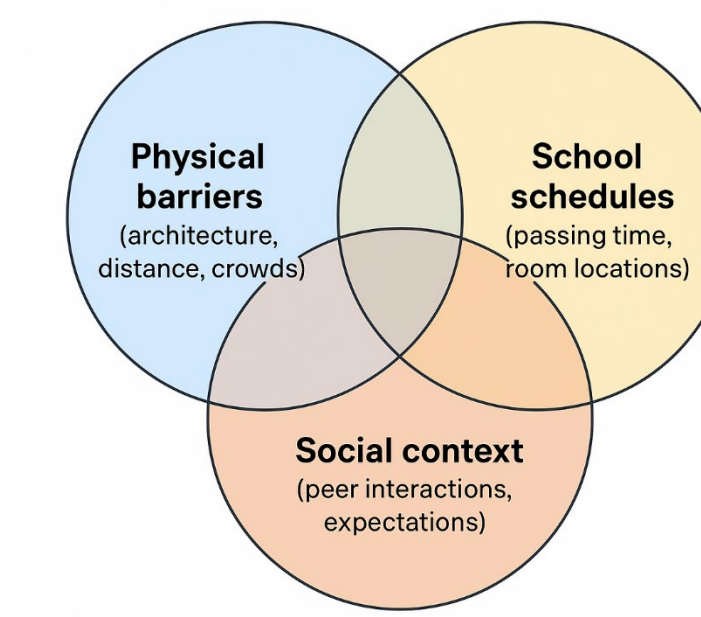 Physical
barriers
(architecture,
distance, crowds)
School
schedules
(passing time,
room locations)
Social context
(peer interactions,
expectations)